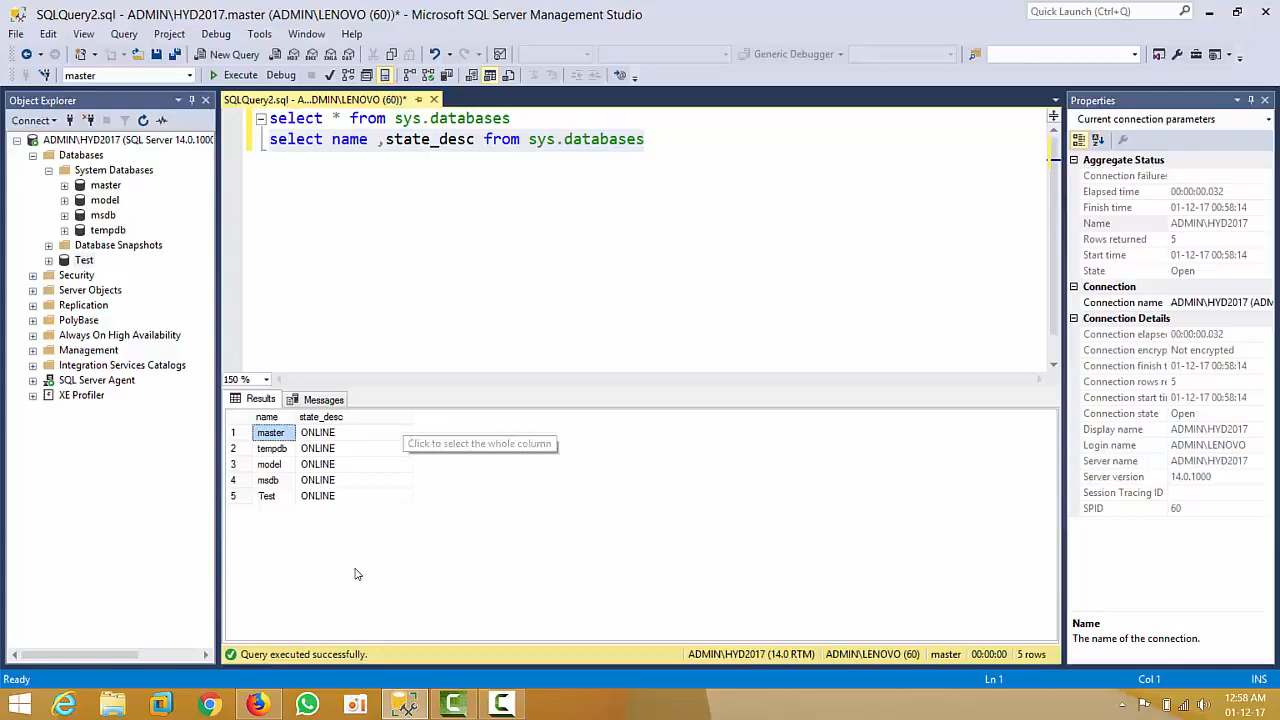 SQLQuery2.sql - ADMIN\HYD2017.master (ADMIN\LENOVO (60))* - Microsoft SQL Server Management Studio
Quick Launch (Ctrl+Q)
File Edit View Query Project Debug Tools Window Help
New Query
Generic Debugger
master
Execute Debug
Object Explorer
Connect
ADMIN\HYD2017 (SQL Server 14.0.1000
Databases
System Databases
master
model
msdb
tempdb
Database Snapshots
Test
Security
Server Objects
Replication
PolyBase
Always On High Availability
Management
Integration Services Catalogs
SQL Server Agent
XE Profiler
SQLQuery2.sql - A...DMIN\LENOVO (60))*
select * from sys.databases
select name ,state_desc from sys.databases
150 %
Results Messages
name state_desc
1 master ONLINE
2 tempdb ONLINE
3 model ONLINE
4 msdb ONLINE
5 Test ONLINE
Click to select the whole column
Query executed successfully.
ADMIN\HYD2017 (14.0 RTM) ADMIN\LENOVO (60) master 00:00:00 5 rows
Properties
Current connection parameters
Aggregate Status
Connection failures
Elapsed time 00:00:00.032
Finish time 01-12-17 00:58:14
Name ADMIN\HYD2017
Rows returned 5
Start time 01-12-17 00:58:14
State Open
Connection
Connection name ADMIN\HYD2017 (ADM
Connection Details
Connection elapse 00:00:00.032
Connection encryp Not encrypted
Connection finish t 01-12-17 00:58:14
Connection rows re 5
Connection start tir 01-12-17 00:58:14
Connection state Open
Display name ADMIN\HYD2017
Login name ADMIN\LENOVO
Server name ADMIN\HYD2017
Server version 14.0.1000
Session Tracing ID
SPID 60
Name
The name of the connection.
Ready
Ln 1 Col 1 INS
12:58 AM
01-12-17